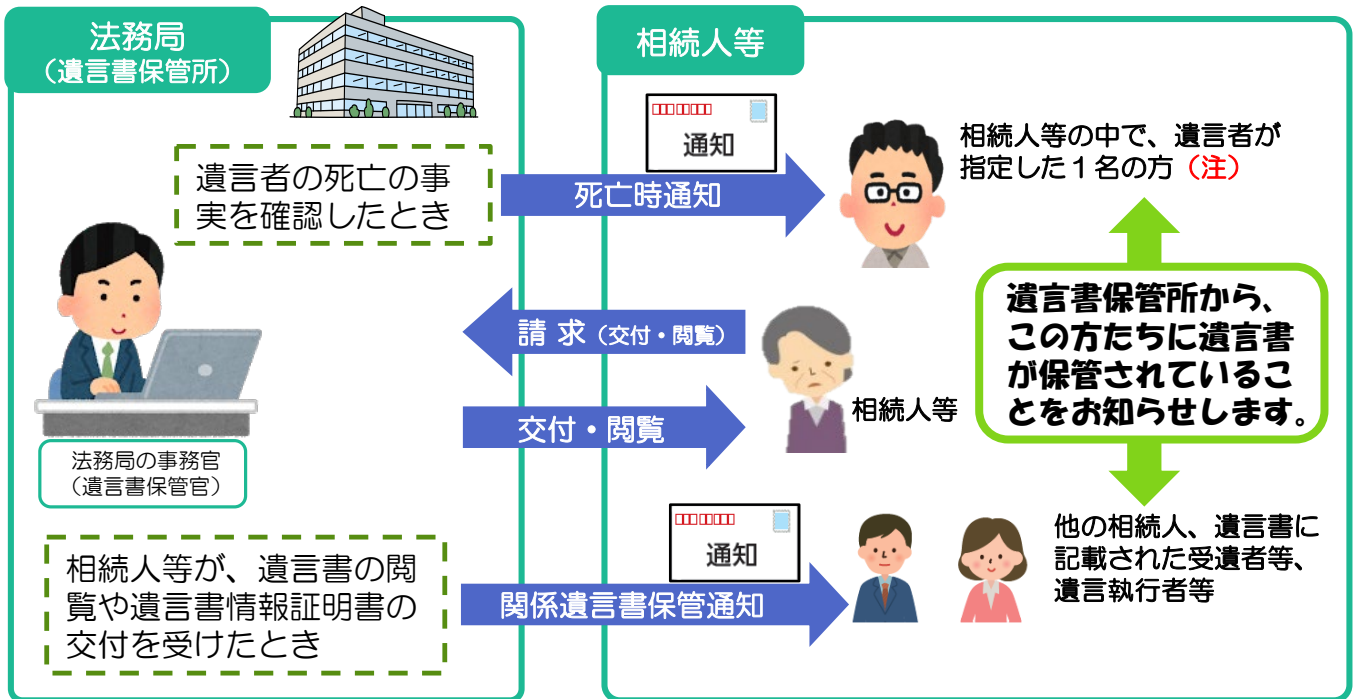 法務局
（遺言書保管所）
相続人等
遺言者の死亡の事
実を確認したとき
通知
死亡時通知
相続人等の中で、遺言者が
指定した１名の方（注）
請 求（交付・閲覧）
交付・閲覧
相続人等
遺言書保管所から、
この方たちに遺言書
が保管されているこ
とをお知らせします。
法務局の事務官
（遺言書保管官）
相続人等が、遺言書の閲
覧や遺言書情報証明書の
交付を受けたとき
通知
関係遺言書保管通知
他の相続人、遺言書に
記載された受遺者等、
遺言執行者等